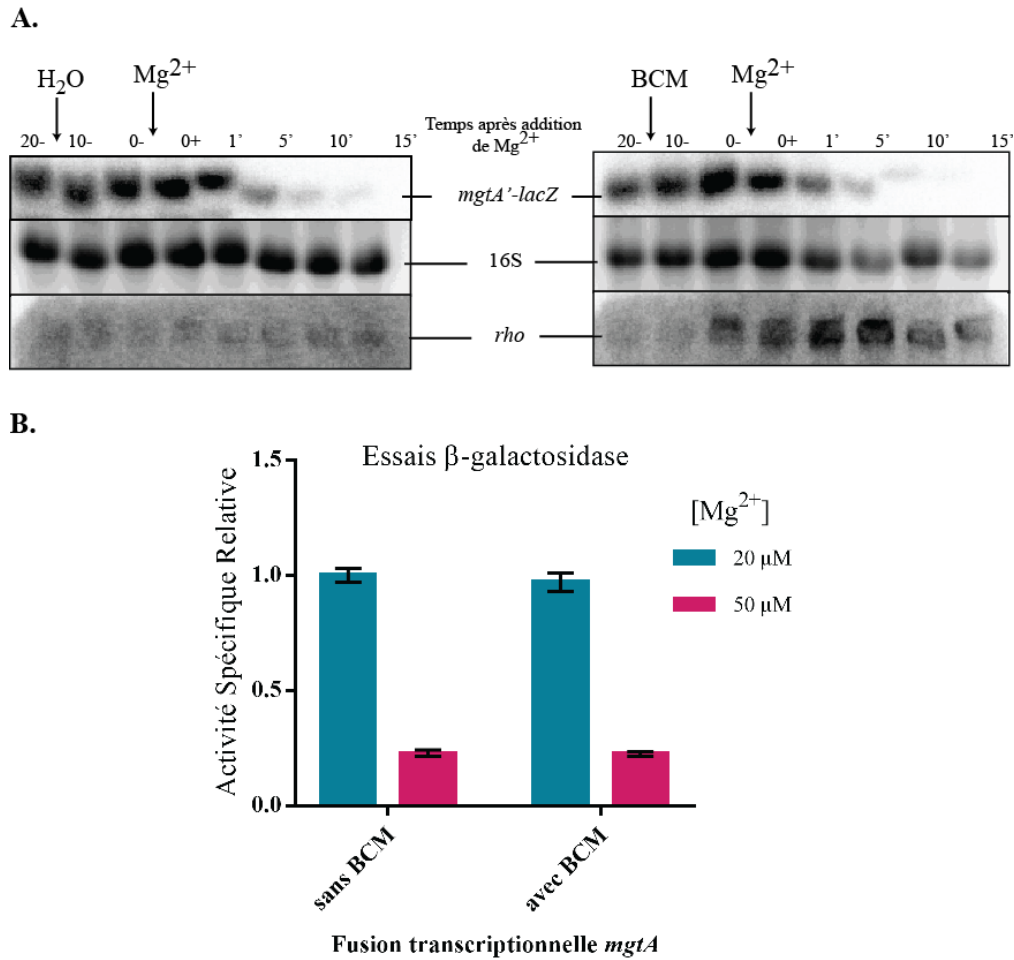 A.
H2O Mg2+ BCM Mg2+
Temps après addition
de Mg2+
20- 10- 0- 0+ 1' 5' 10' 15' 20- 10- 0- 0+ 1' 5' 10' 15'
mgtA'-lacZ
16S
rho
B.
Essais β-galactosidase
Activité Spécifique Relative
1.5
1.0
0.5
0.0
[Mg2+]
20 µM
50 µM
sans BCM
avec BCM
Fusion transcriptionnelle mgtA